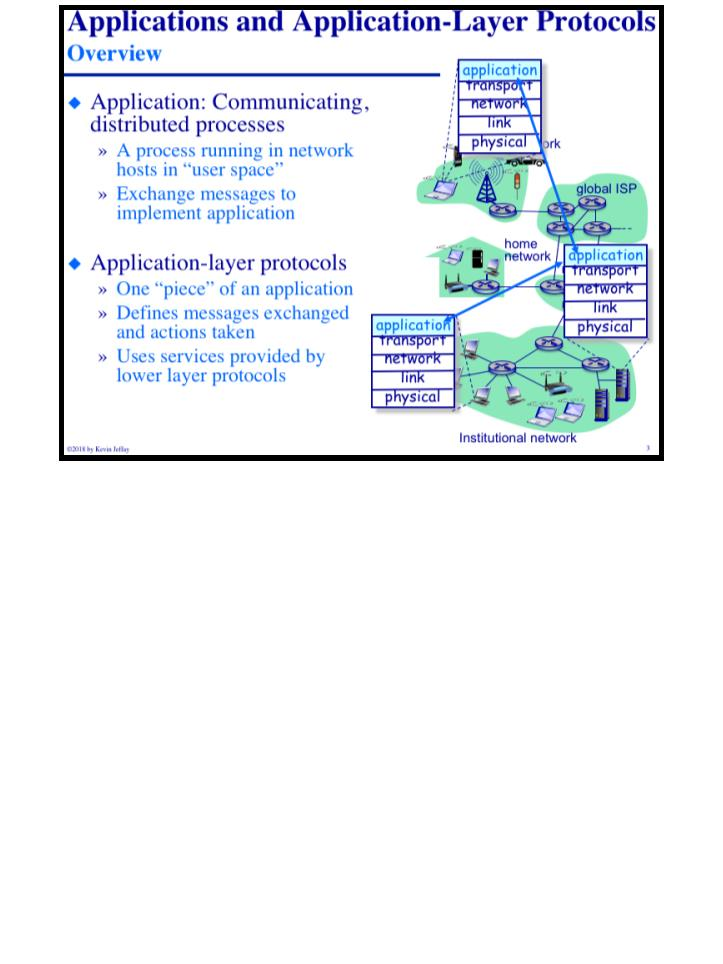 Applications and Application-Layer Protocols
Overview
◆ Application: Communicating,
distributed processes
» A process running in network
hosts in “user space”
» Exchange messages to
implement application
◆ Application-layer protocols
» One “piece” of an application
» Defines messages exchanged
and actions taken
» Uses services provided by
lower layer protocols
application
transport
network
link
physical
ork
global ISP
home
network
application
transport
network
link
physical
application
transport
network
link
physical
Institutional network
©2018 by Kevin Jeffay
3